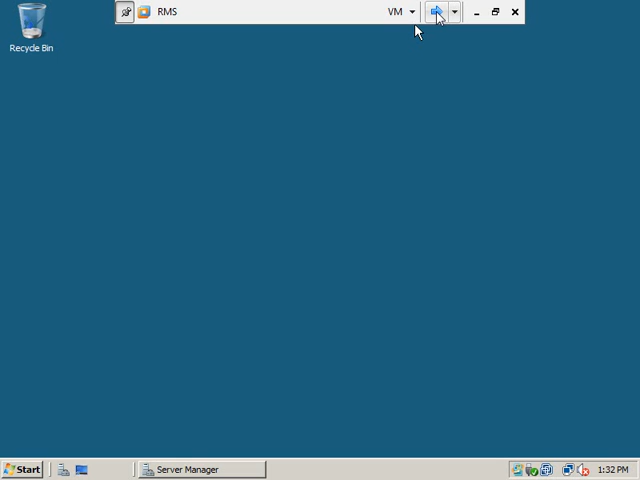 RMS
VM
Recycle Bin
Start
Server Manager
1:32 PM